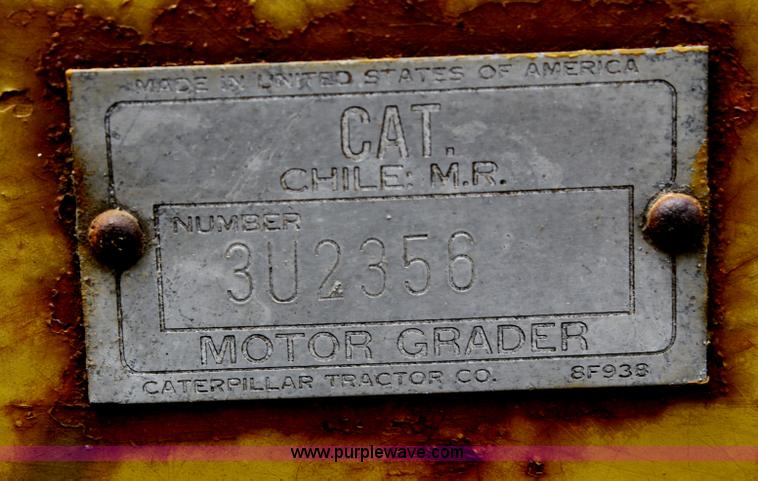 MADE IN UNITED STATES OF AMERICA
CAT.
CHILE: M.R.
NUMBER
3U2356
MOTOR GRADER
CATERPILLAR TRACTOR CO. 8F938
www.purplewave.com